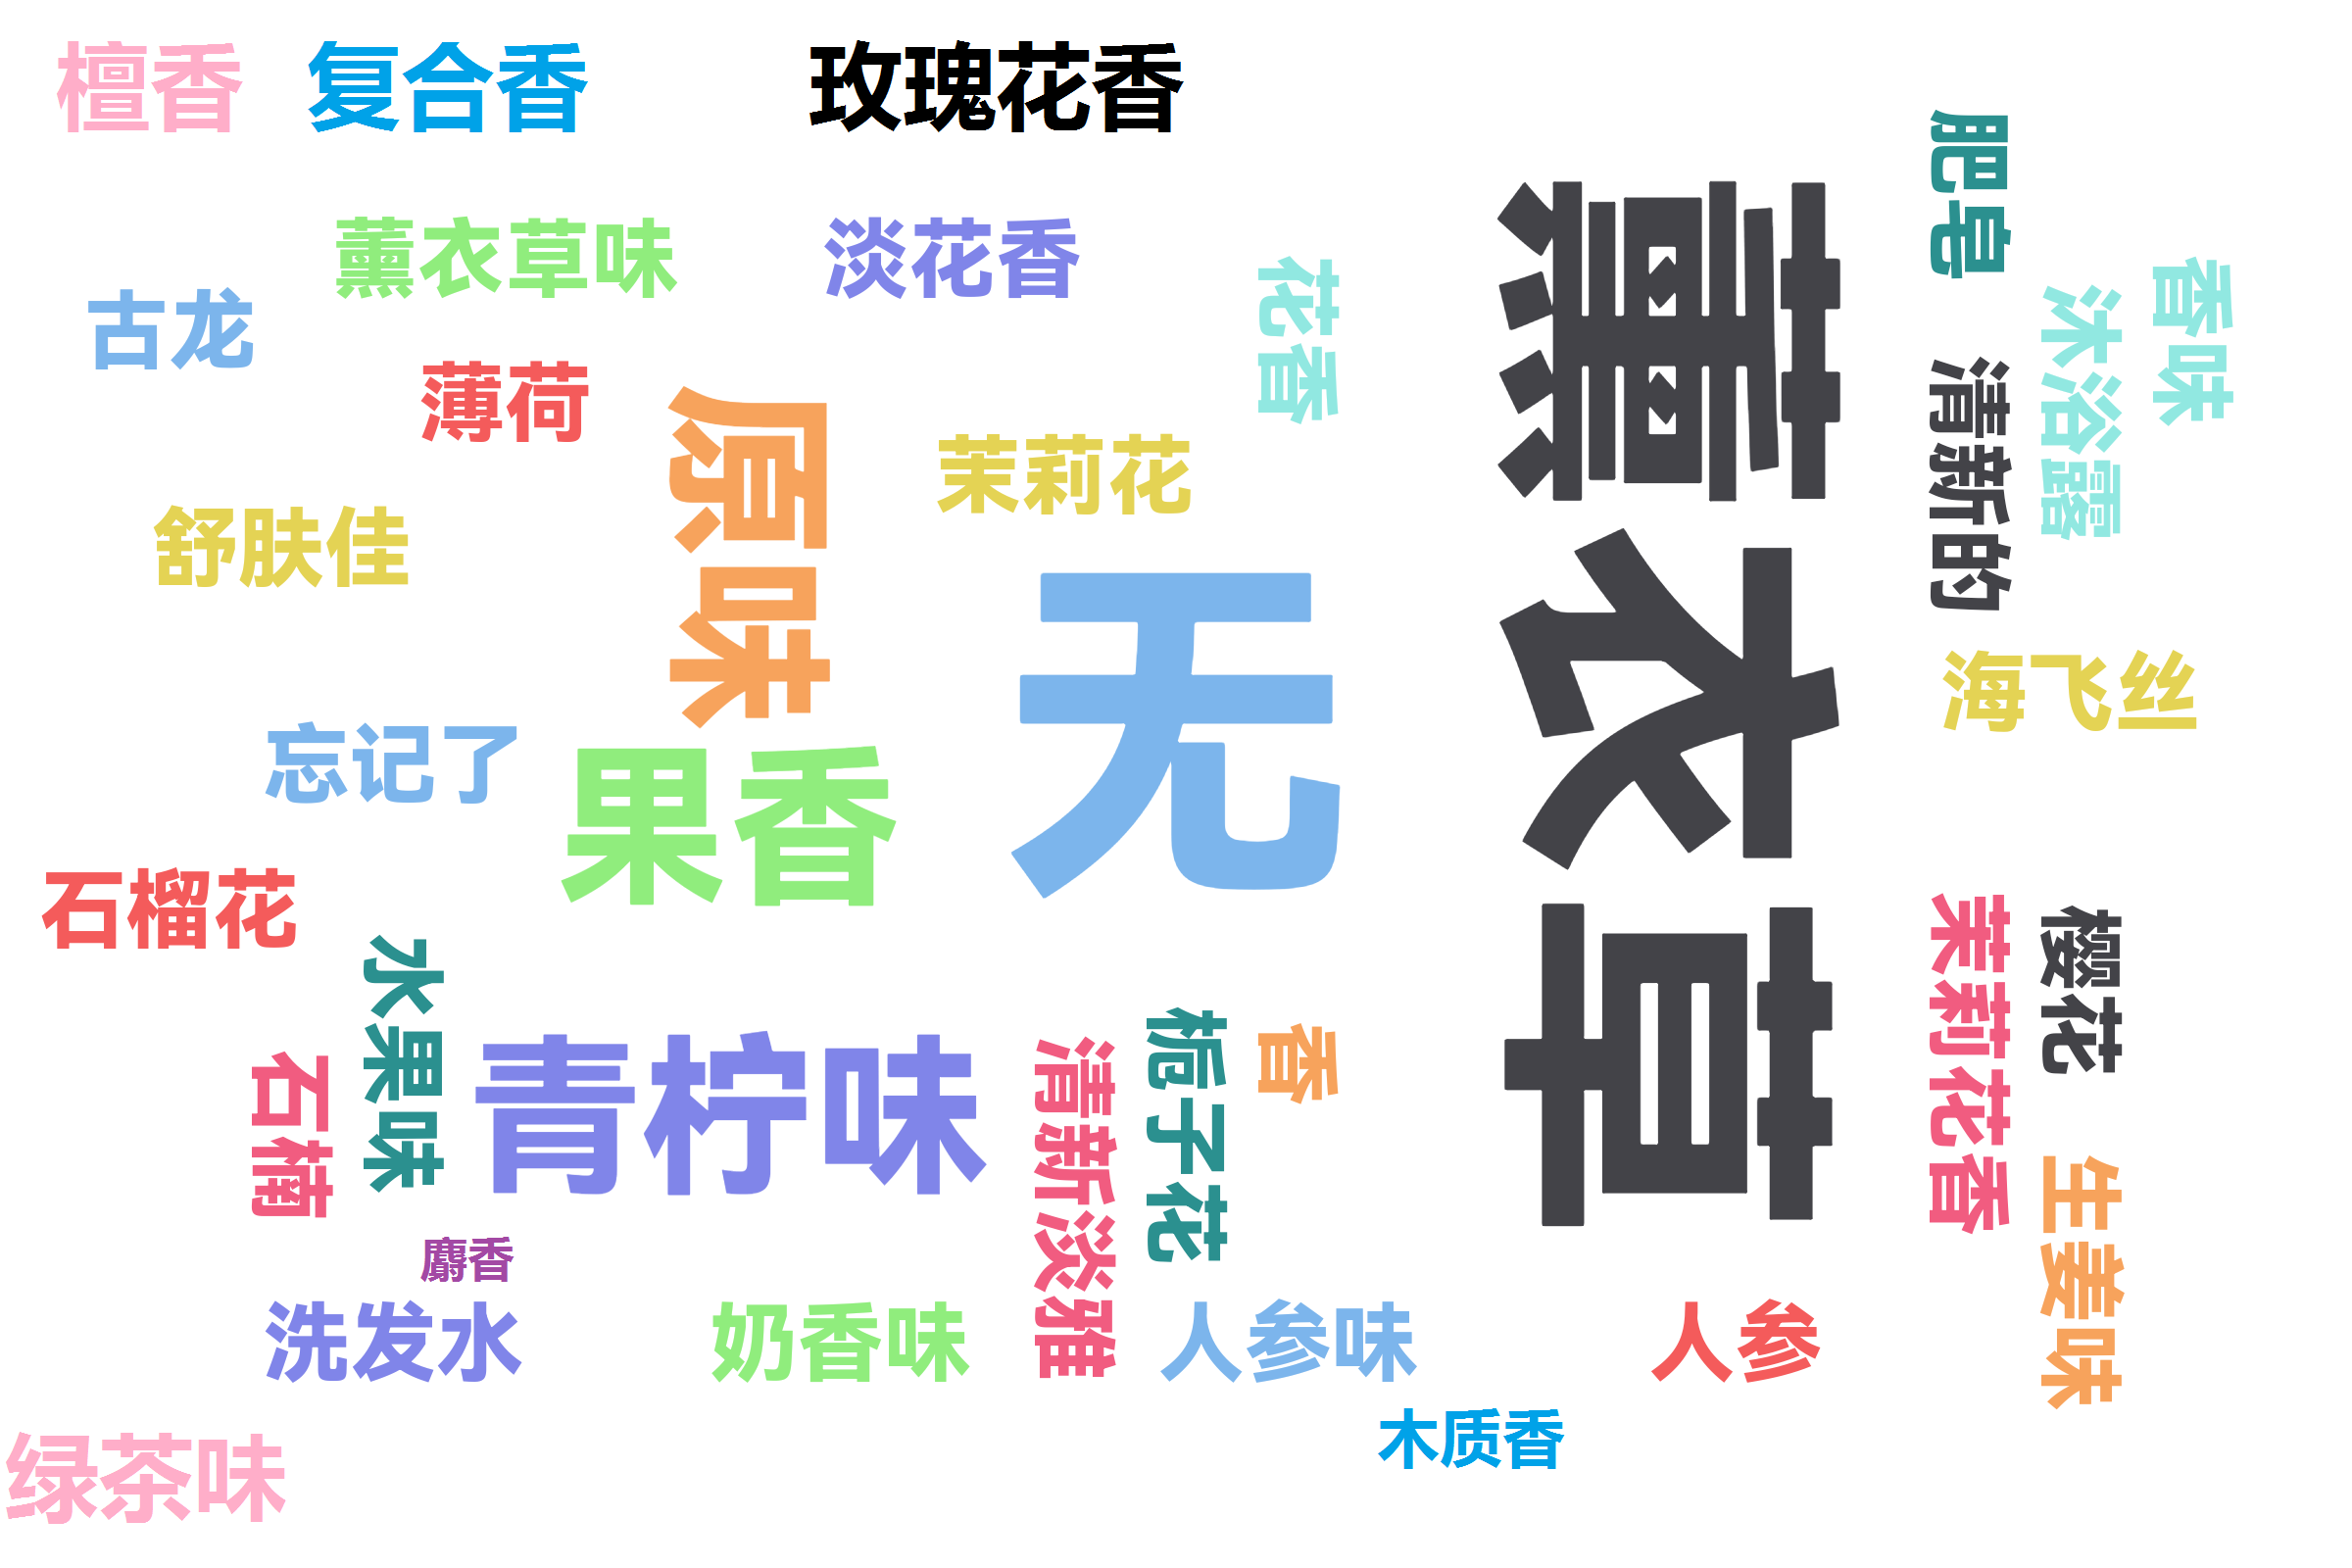 檀香
复合香
玫瑰花香
肥皂
薰衣草
薰衣草味
淡花香
花香
香味
沐浴露
古龙
薄荷
清新的
原味
茉莉花
舒肤佳
无
海飞丝
忘记了
果香
石榴花
茉莉花香
樱花
水果味
青柠味
清新淡雅
栀子花
香
石楠
生姜味
麝香
洗发水
奶香味
人参味
人参
木质香
绿茶味